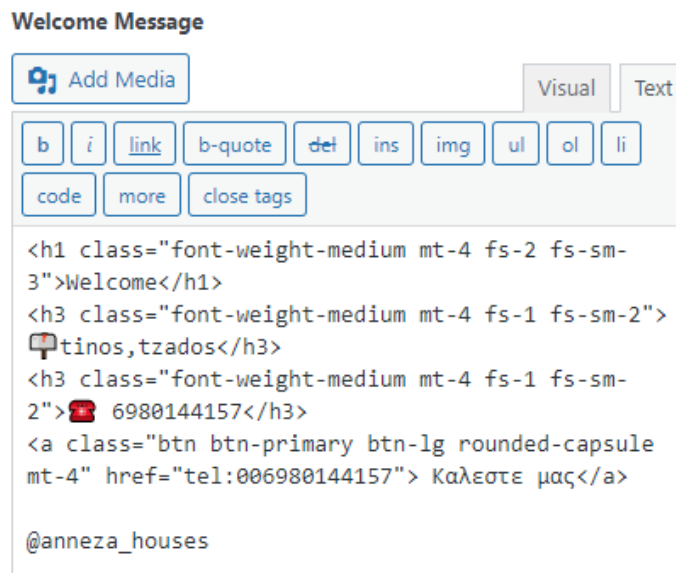 Welcome Message
Add Media
Visual
Text
b
i
link
b-quote
del
ins
img
ul
ol
li
code
more
close tags
<h1 class="font-weight-medium mt-4 fs-2 fs-sm-
3">Welcome</h1>
<h3 class="font-weight-medium mt-4 fs-1 fs-sm-2">
📫tinos,tzados</h3>
<h3 class="font-weight-medium mt-4 fs-1 fs-sm-
2">☎️ 6980144157</h3>
<a class="btn btn-primary btn-lg rounded-capsule
mt-4" href="tel:006980144157"> Καλεστε μας</a>
@anneza_houses